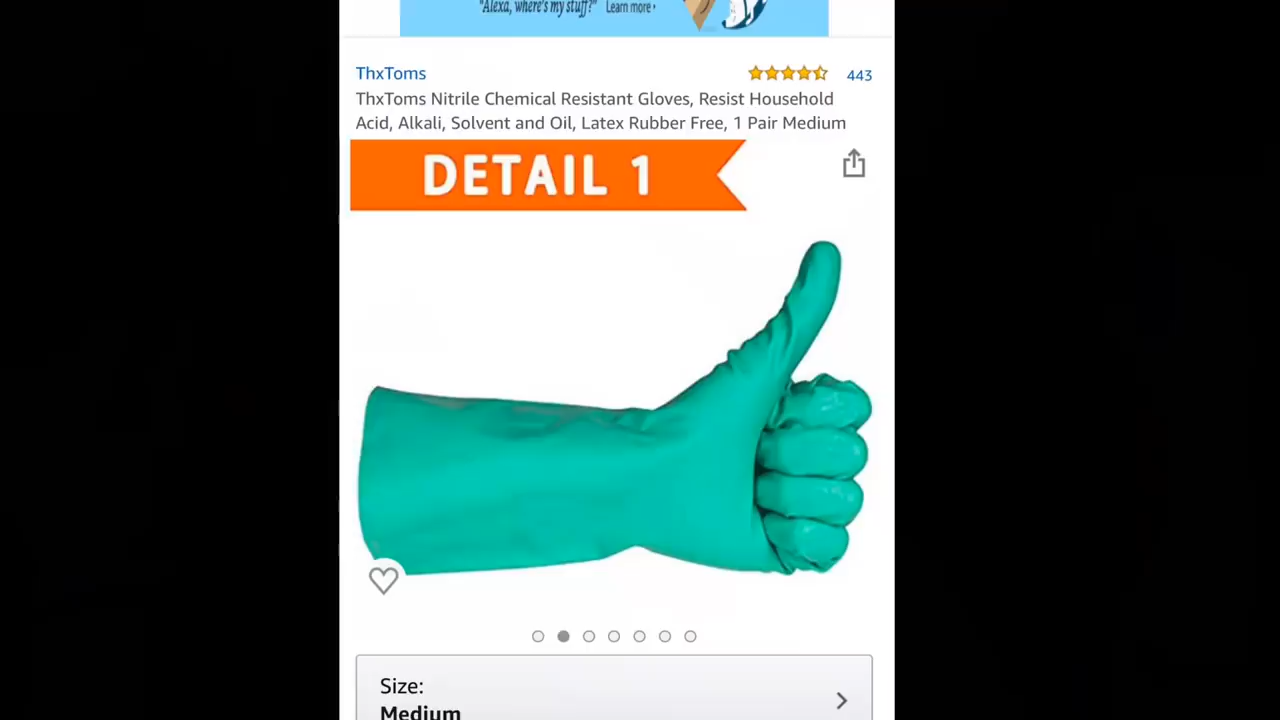 "Alexa, where's my stuff?" Learn more ›
ThxToms
443
ThxToms Nitrile Chemical Resistant Gloves, Resist Household
Acid, Alkali, Solvent and Oil, Latex Rubber Free, 1 Pair Medium
DETAIL 1
Size:
Medium